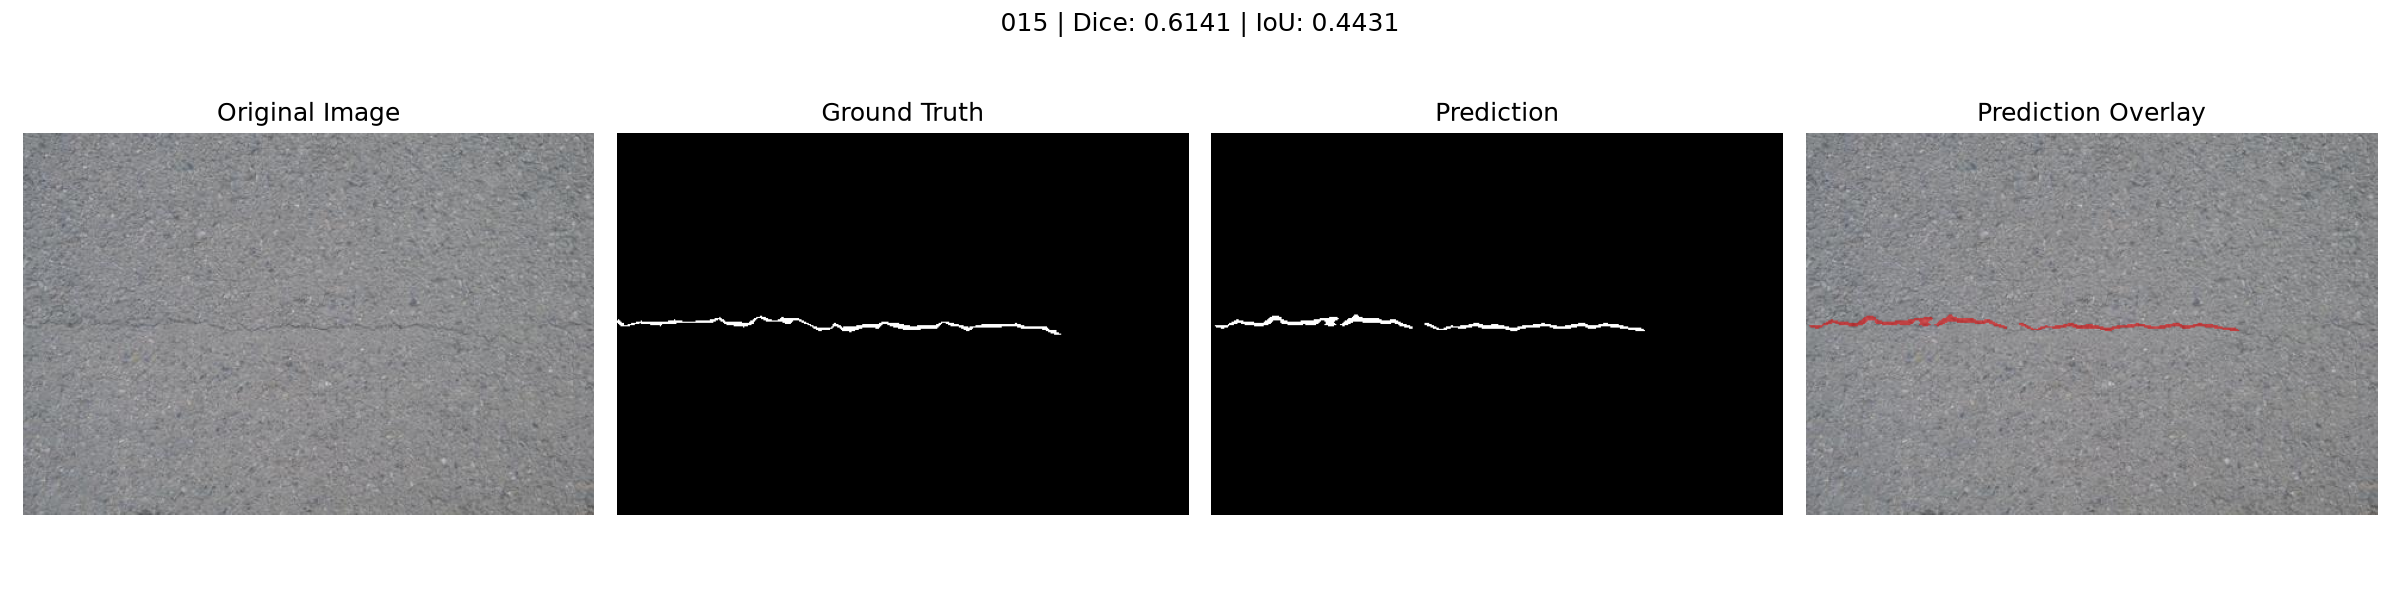 015 | Dice: 0.6141 | IoU: 0.4431
Original Image
Ground Truth
Prediction
Prediction Overlay